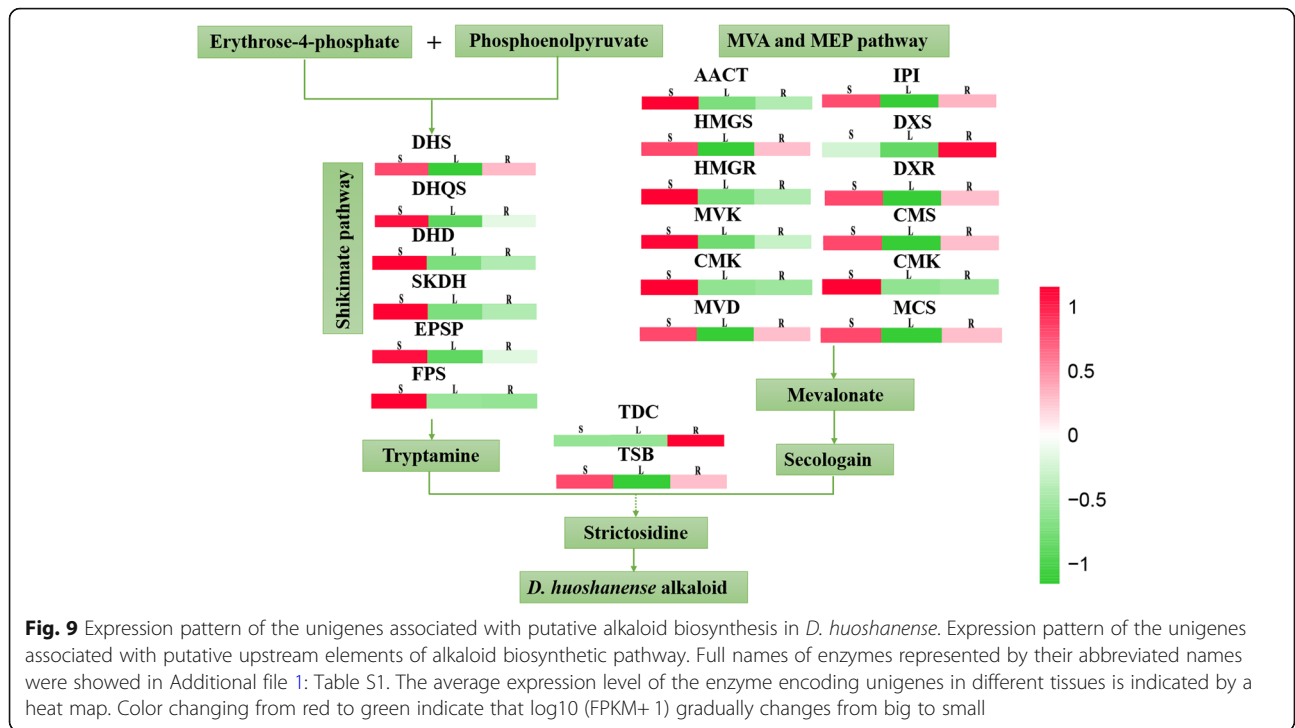 Erythrose-4-phosphate + Phosphoenolpyruvate
MVA and MEP pathway
Shikimate pathway
DHS
S L R
DHQS
S L R
DHD
S L R
SKDH
S L R
EPSP
S L R
FPS
S L R
Tryptamine
AACT
S L R
HMGS
S L R
HMGR
S L R
MVK
S L R
CMK
S L R
MVD
S L R
IPI
S L R
DXS
S L R
DXR
S L R
CMS
S L R
CMK
S L R
MCS
S L R
Mevalonate
Secologain
TDC
S L R
TSB
S L R
Strictosidine
D. huoshanense alkaloid
1
0.5
0
−0.5
−1
Fig. 9 Expression pattern of the unigenes associated with putative alkaloid biosynthesis in D. huoshanense. Expression pattern of the unigenes
associated with putative upstream elements of alkaloid biosynthetic pathway. Full names of enzymes represented by their abbreviated names
were showed in Additional file 1: Table S1. The average expression level of the enzyme encoding unigenes in different tissues is indicated by a
heat map. Color changing from red to green indicate that log10 (FPKM+ 1) gradually changes from big to small